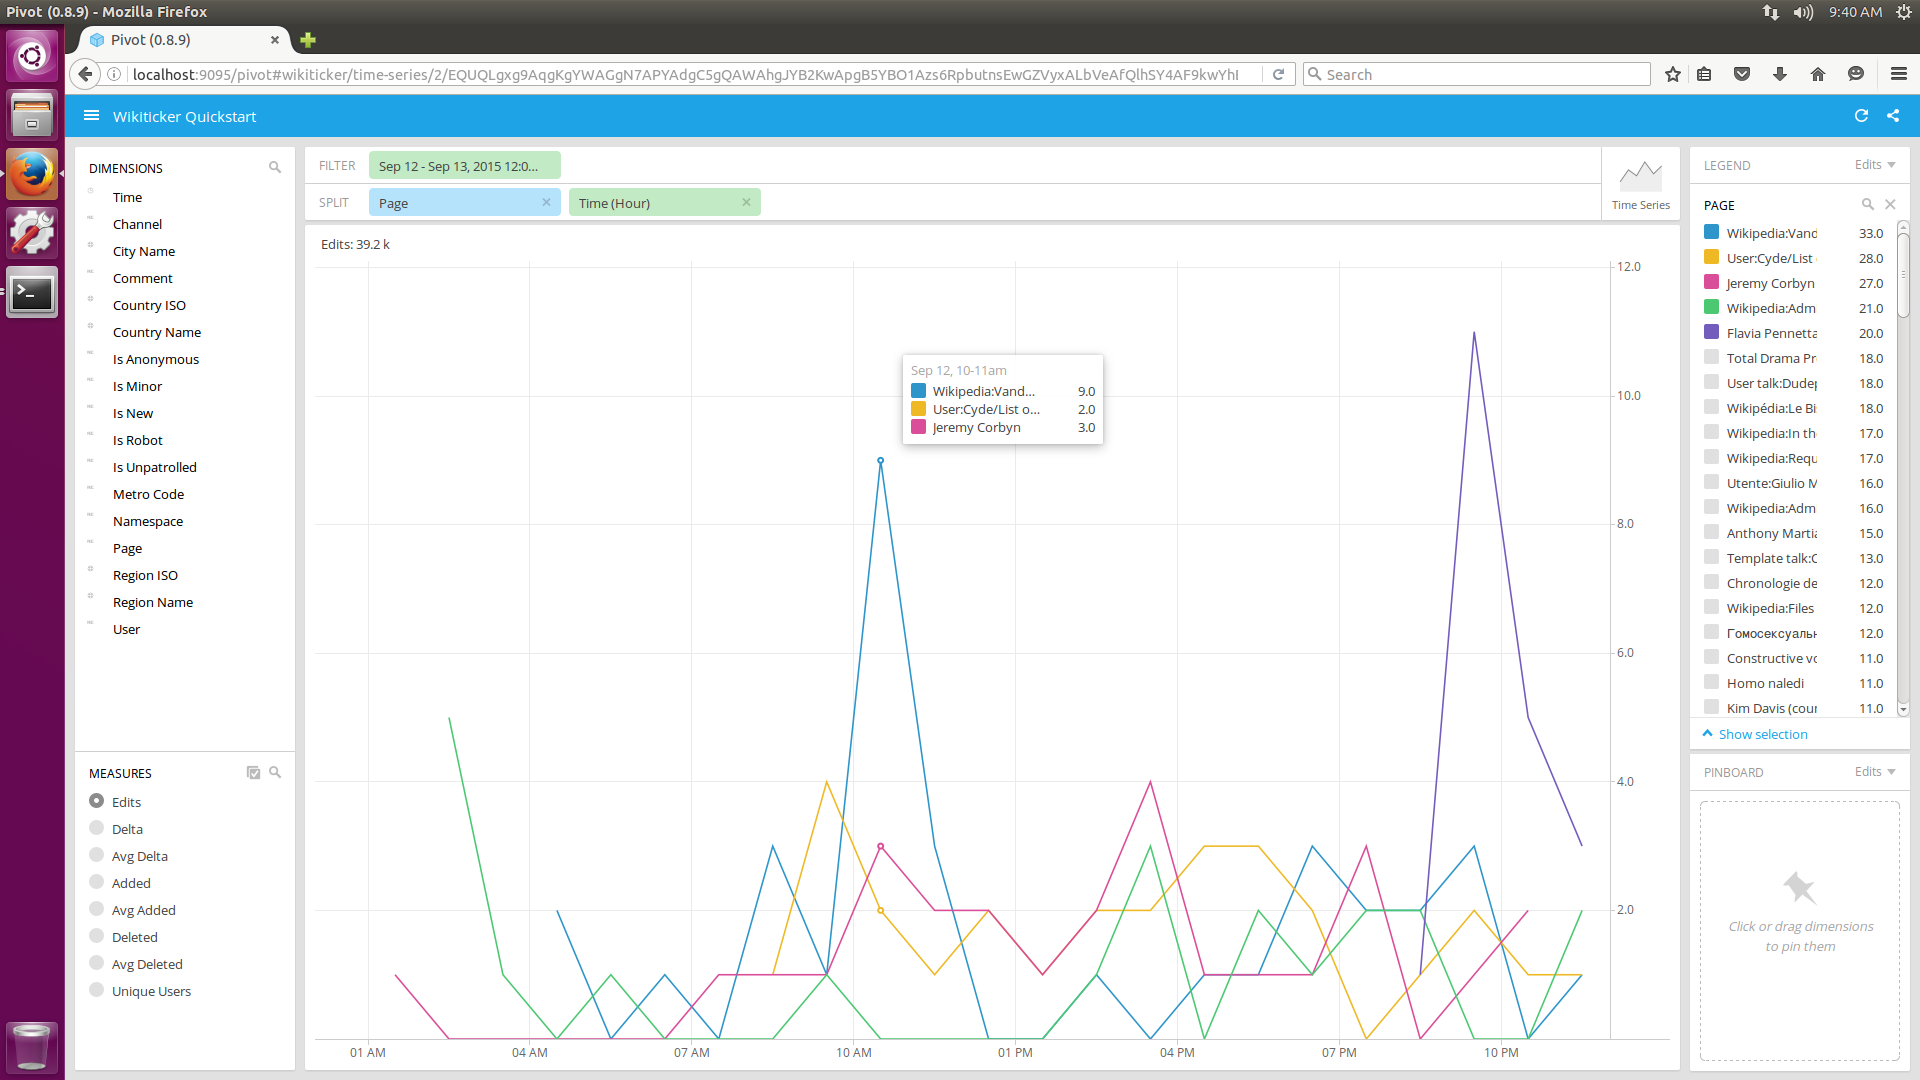 Pivot (0.8.9) - Mozilla Firefox
9:40 AM
Pivot (0.8.9)
Search
Wikiticker Quickstart
DIMENSIONS
Time
Channel
City Name
Comment
Country ISO
Country Name
Is Anonymous
Is Minor
Is New
Is Robot
Is Unpatrolled
Metro Code
Namespace
Page
Region ISO
Region Name
User
MEASURES
Edits
Delta
Avg Delta
Added
Avg Added
Deleted
Avg Deleted
Unique Users
FILTER
Sep 12 - Sep 13, 2015 12:0...
SPLIT
Page
Time (Hour)
Time Series
Edits: 39.2 k
12.0
10.0
8.0
6.0
4.0
2.0
Sep 12, 10-11am
Wikipedia:Vand... 9.0
User:Cyde/List o... 2.0
Jeremy Corbyn 3.0
01 AM
04 AM
07 AM
10 AM
01 PM
04 PM
07 PM
10 PM
LEGEND
Edits
PAGE
Wikipedia:Vand 33.0
User:Cyde/List 28.0
Jeremy Corbyn 27.0
Wikipedia:Adm 21.0
Flavia Pennetta 20.0
Total Drama Pr 18.0
User talk:Dudep 18.0
Wikipédia:Le Bi 18.0
Wikipedia:In the 17.0
Wikipedia:Requ 17.0
Utente:Giulio M 16.0
Wikipedia:Adm 16.0
Anthony Martia 15.0
Template talk:C 13.0
Chronologie de 12.0
Wikipedia:Files 12.0
Гомосексуальн 12.0
Constructive vo 11.0
Homo naledi 11.0
Kim Davis (cour 11.0
Show selection
PINBOARD
Edits
Click or drag dimensions
to pin them